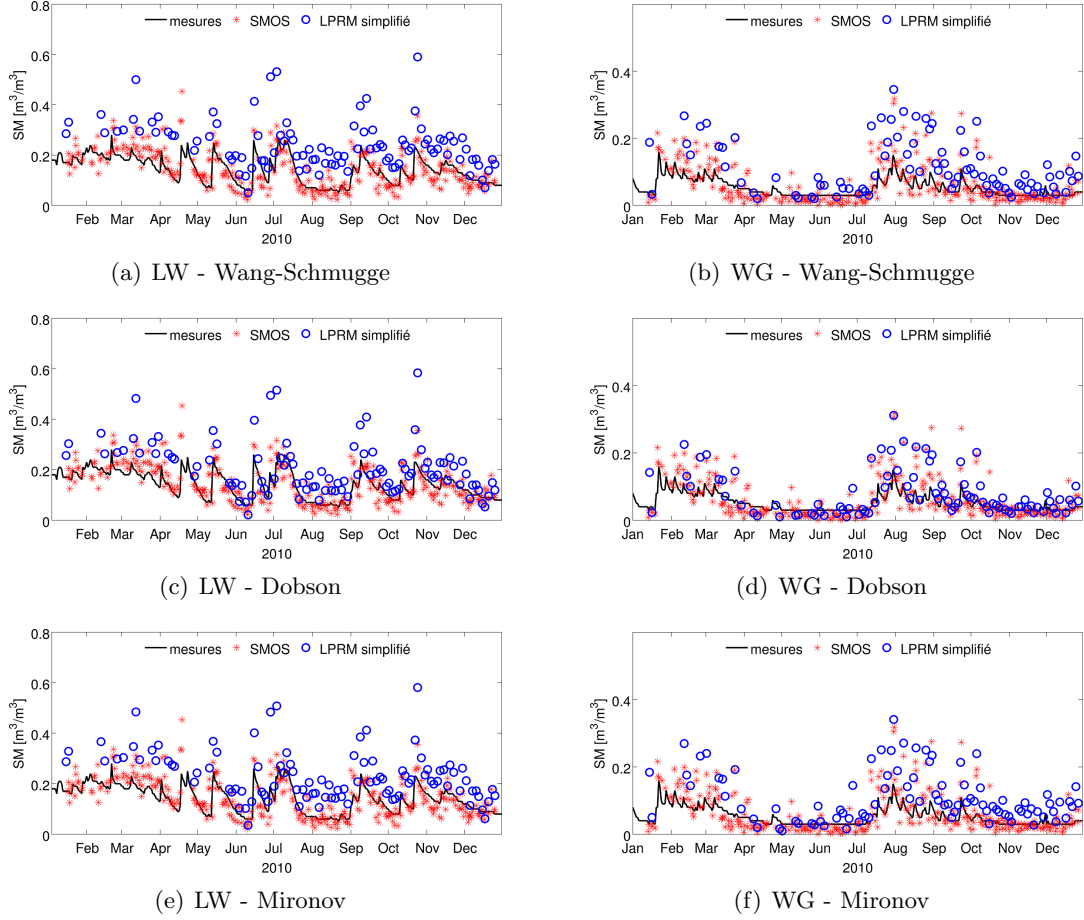 mesures SMOS LPRM simplifié
SM [m³/m³]
0.8
0.6
0.4
0.2
0
Feb Mar Apr May Jun Jul Aug Sep Oct Nov Dec
2010
(a) LW - Wang-Schmugge
mesures SMOS LPRM simplifié
SM [m³/m³]
0.4
0.2
0
Jan Feb Mar Apr May Jun Jul Aug Sep Oct Nov Dec
2010
(b) WG - Wang-Schmugge
mesures SMOS LPRM simplifié
SM [m³/m³]
0.8
0.6
0.4
0.2
0
Feb Mar Apr May Jun Jul Aug Sep Oct Nov Dec
2010
(c) LW - Dobson
mesures SMOS LPRM simplifié
SM [m³/m³]
0.4
0.2
0
Jan Feb Mar Apr May Jun Jul Aug Sep Oct Nov Dec
2010
(d) WG - Dobson
mesures SMOS LPRM simplifié
SM [m³/m³]
0.8
0.6
0.4
0.2
0
Feb Mar Apr May Jun Jul Aug Sep Oct Nov Dec
2010
(e) LW - Mironov
mesures SMOS LPRM simplifié
SM [m³/m³]
0.4
0.2
0
Jan Feb Mar Apr May Jun Jul Aug Sep Oct Nov Dec
2010
(f) WG - Mironov